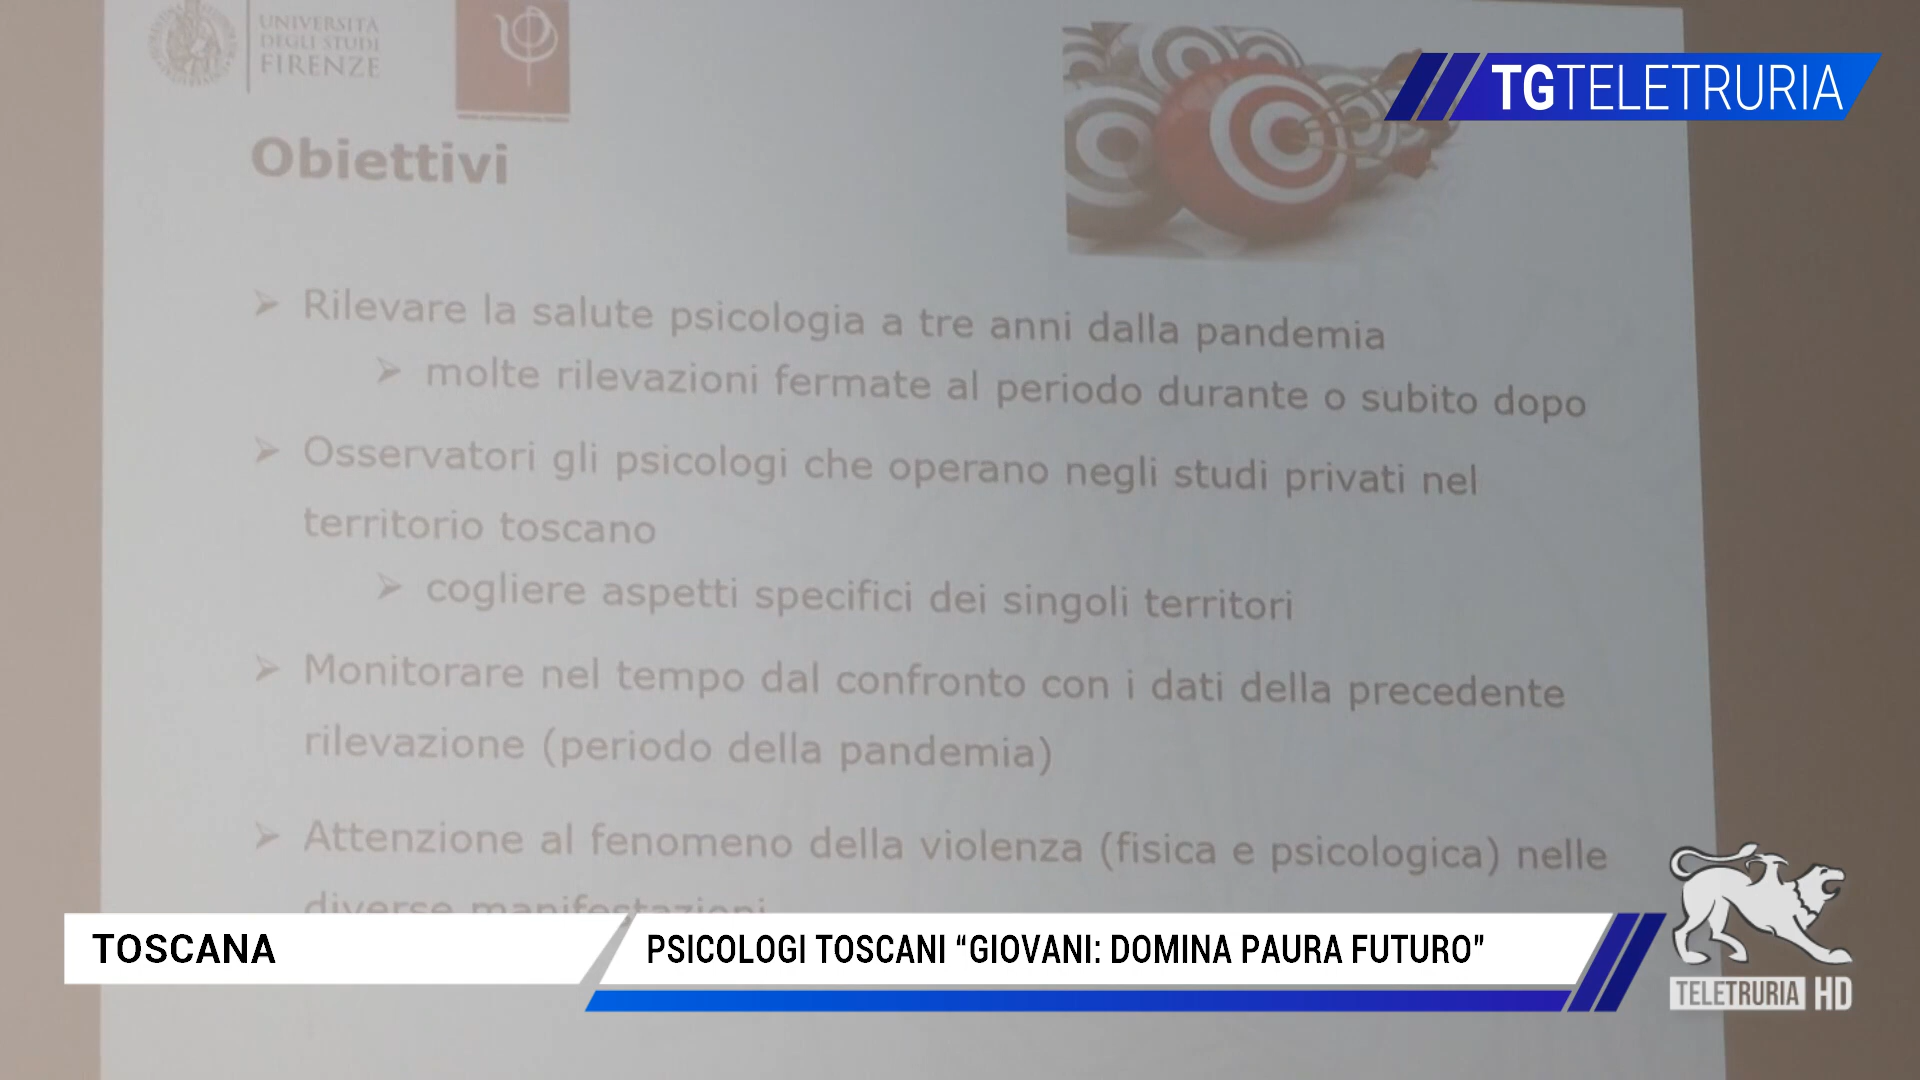 UNIVERSITÀ
DEGLI STUDI
FIRENZE
TGTELETRURIA
Obiettivi
Rilevare la salute psicologia a tre anni dalla pandemia
molte rilevazioni fermate al periodo durante o subito dopo
Osservatori gli psicologi che operano negli studi privati nel
territorio toscano
cogliere aspetti specifici dei singoli territori
Monitorare nel tempo dal confronto con i dati della precedente
rilevazione (periodo della pandemia)
Attenzione al fenomeno della violenza (fisica e psicologica) nelle
diverse manifestazioni
TOSCANA
PSICOLOGI TOSCANI “GIOVANI: DOMINA PAURA FUTURO”
TELETRURIA HD